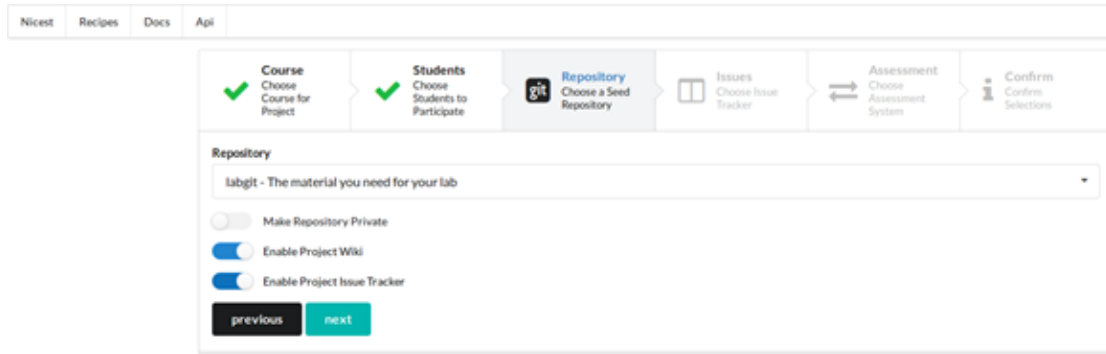 Nicest Recipes Docs Api
Course
Choose
Course for
Project
Students
Choose
Students to
Participate
git
Repository
Choose a Seed
Repository
Issues
Choose Issue
Tracker
Assessment
Choose
Assessment
System
Confirm
Confirm
Selections
Repository
labgit - The material you need for your lab
Make Repository Private
Enable Project Wiki
Enable Project Issue Tracker
previous next